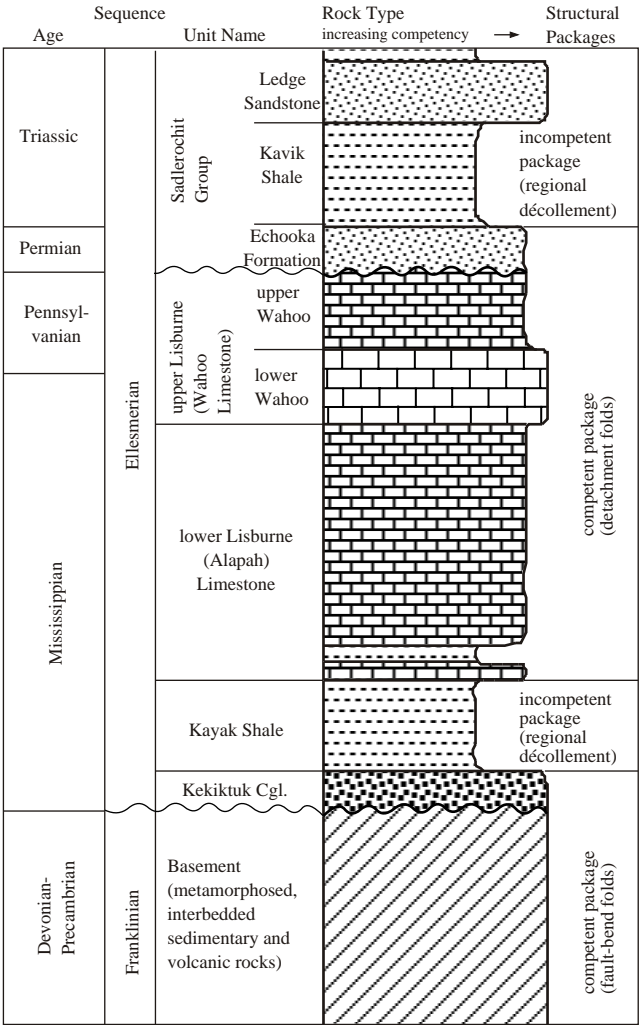 Sequence
Rock Type
Structural
Age
Unit Name
increasing competency →
Packages
Triassic
Permian
Pennsyl-
vanian
Mississippian
Devonian-
Precambrian
Ellesmerian
Franklinian
Sadlerochit
Group
Ledge
Sandstone
Kavik
Shale
Echooka
Formation
upper Lisburne
(Wahoo
Limestone)
upper
Wahoo
lower
Wahoo
lower Lisburne
(Alapah)
Limestone
Kayak Shale
Kekiktuk Cgl.
Basement
(metamorphosed,
interbedded
sedimentary and
volcanic rocks)
incompetent
package
(regional
décollement)
competent package
(detachment folds)
incompetent
package
(regional
décollement)
competent package
(fault-bend folds)